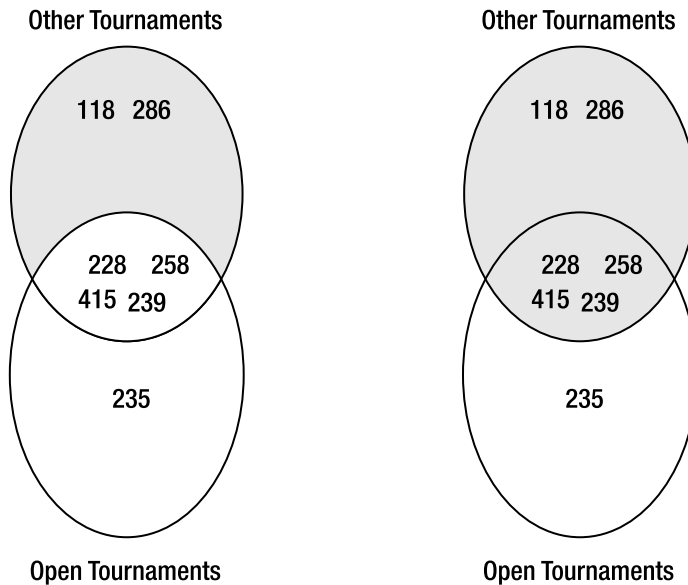 Other Tournaments
118 286
228 258
415 239
235
Open Tournaments
Other Tournaments
118 286
228 258
415 239
235
Open Tournaments